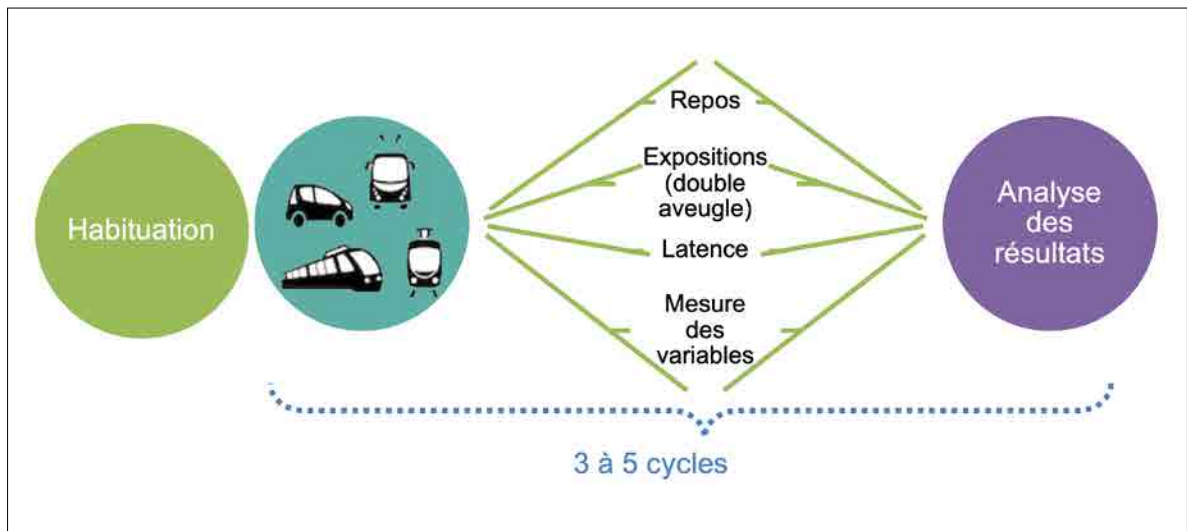 Habituation
Repos
Expositions
(double
aveugle)
Latence
Mesure
des
variables
Analyse
des
résultats
3 à 5 cycles